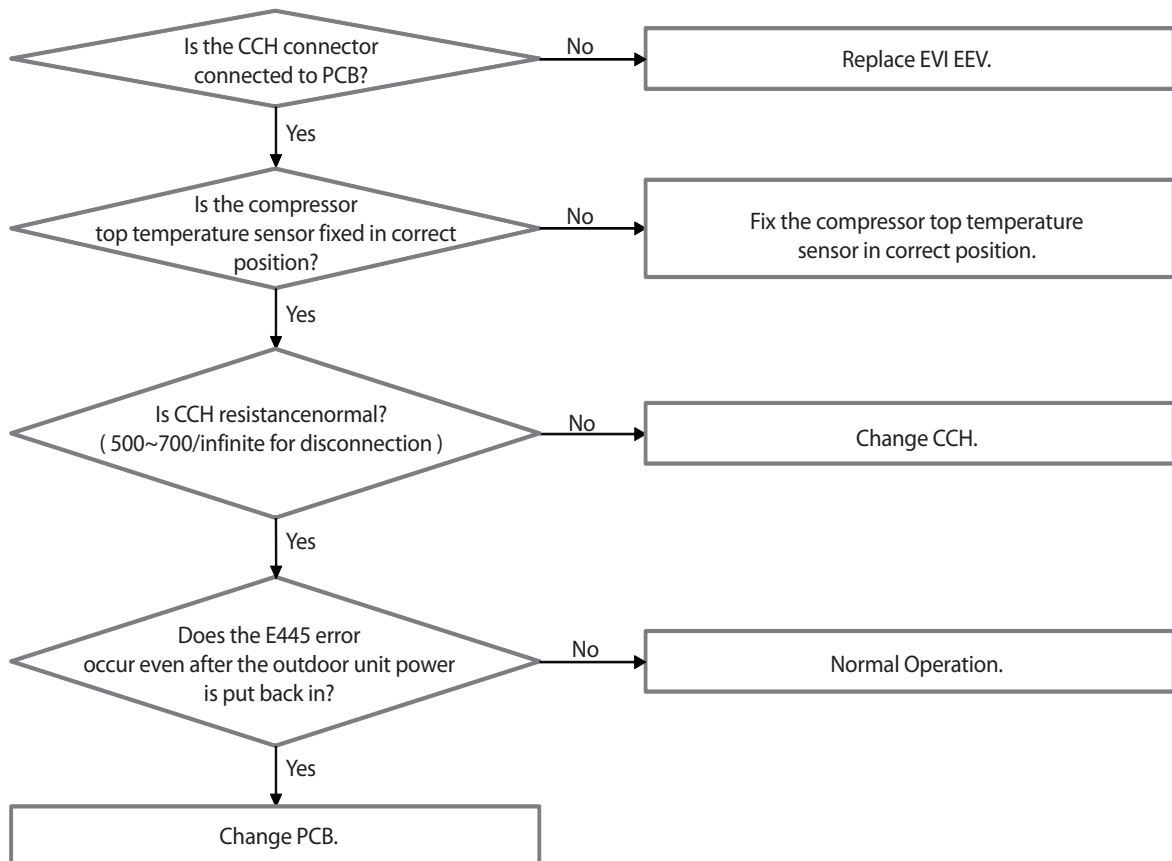 Is the CCH connector
connected to PCB?
No
Replace EVI EEV.
Yes
Is the compressor
top temperature sensor fixed in correct
position?
No
Fix the compressor top temperature
sensor in correct position.
Yes
Is CCH resistancenormal?
( 500~700/infinite for disconnection )
No
Change CCH.
Yes
Does the E445 error
occur even after the outdoor unit power
is put back in?
No
Normal Operation.
Yes
Change PCB.